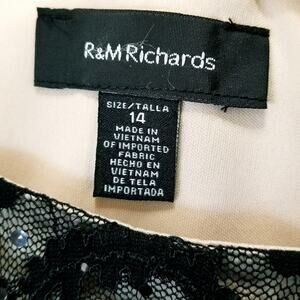 R&M Richards
SIZE/TALLA
14
MADE IN
VIETNAM
OF IMPORTED
FABRIC
HECHO EN
VIETNAM
DE TELA
IMPORTADA